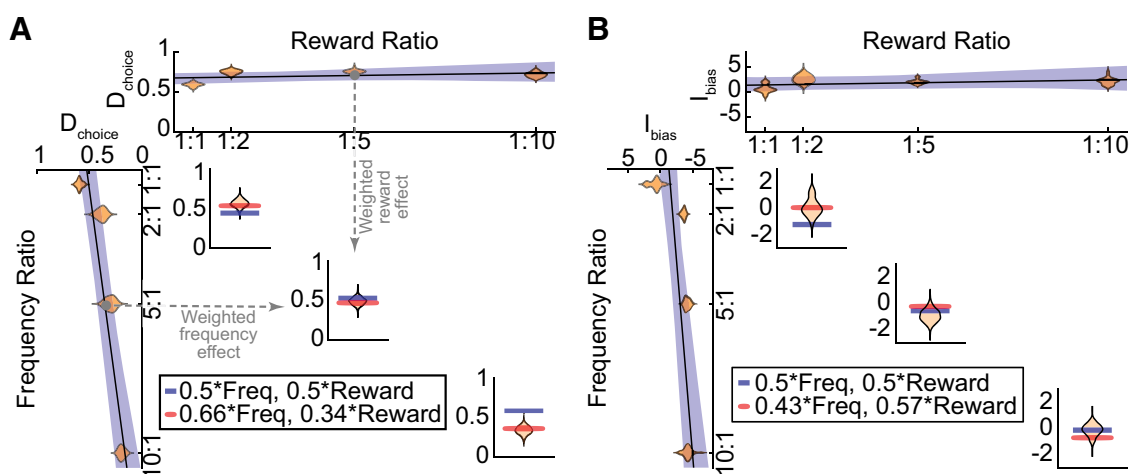 A
Reward Ratio
D choice
1
0.5
0
1:1 1:2 1:5 1:10
D choice
1 0.5 0
Frequency Ratio
1:1
2:1
5:1
10:1
0.5
0
Weighted
reward
effect
1
0.5
0
Weighted
frequency
effect
1
0.5
0
0.5*Freq, 0.5*Reward
0.66*Freq, 0.34*Reward
B
Reward Ratio
I bias
5
0
-5
1:1 1:2 1:5 1:10
I bias
5 0 -5
Frequency Ratio
1:1
2:1
5:1
10:1
2
0
-2
2
0
-2
2
0
-2
0.5*Freq, 0.5*Reward
0.43*Freq, 0.57*Reward